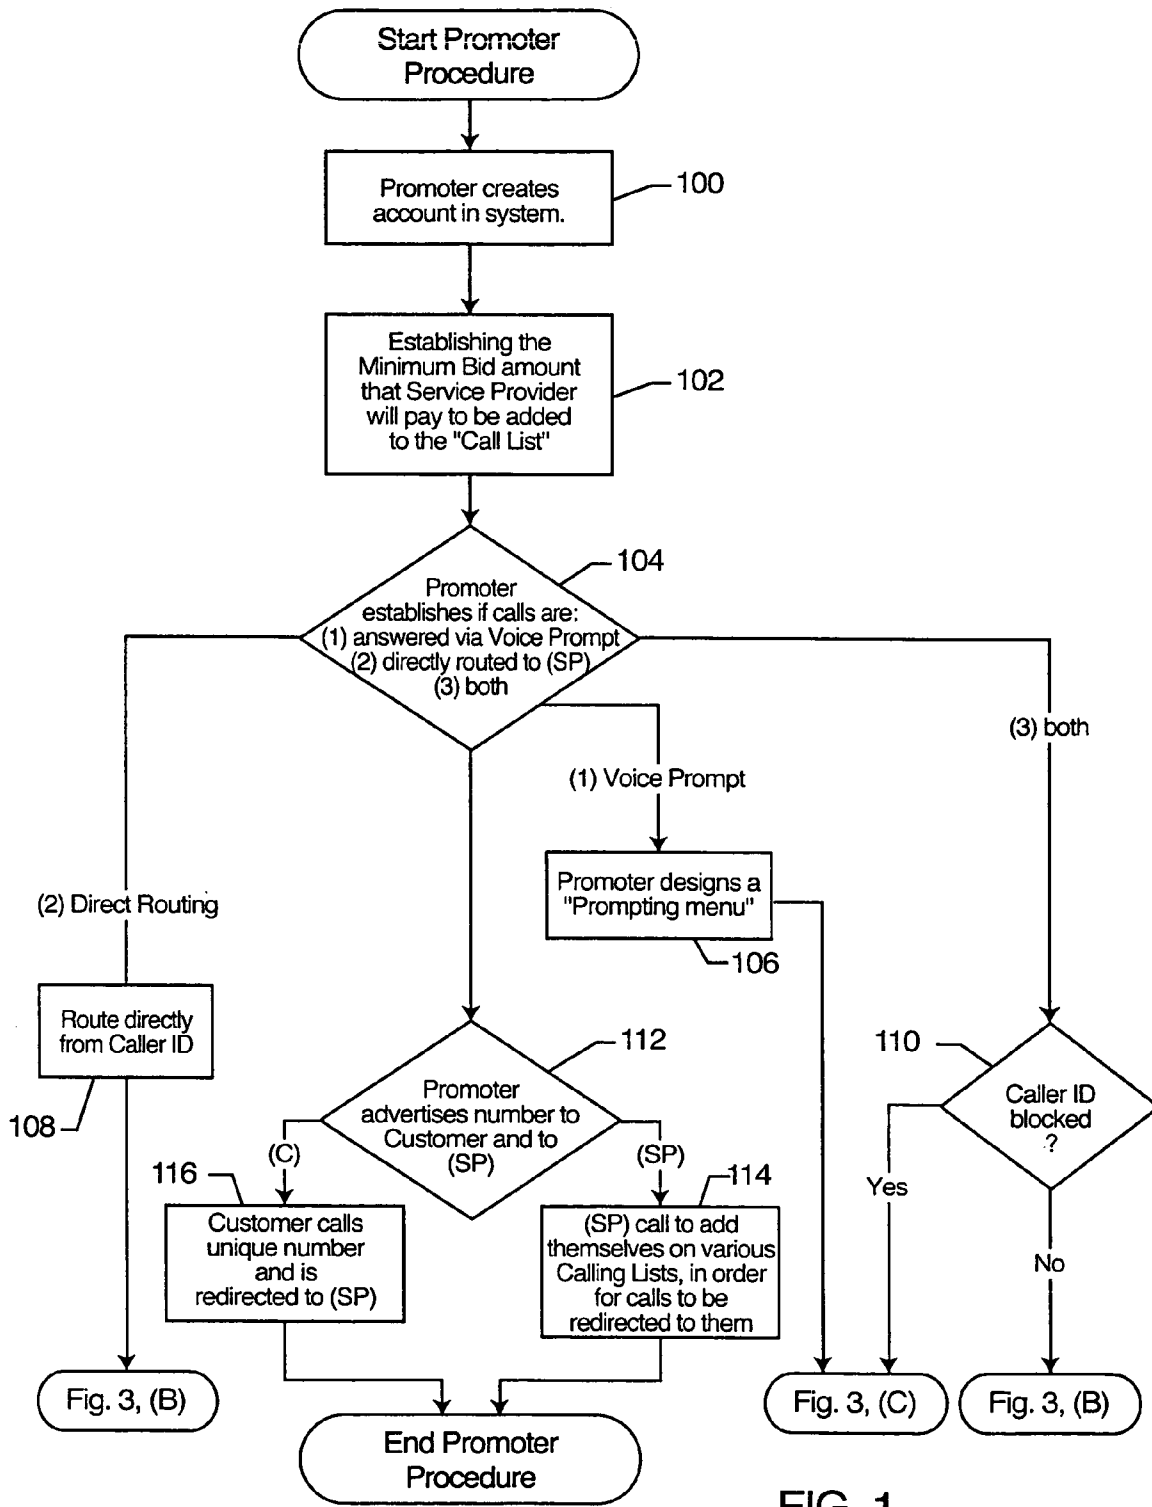 Start Promoter
Procedure
Promoter creates
account in system.
100
Establishing the
Minimum Bid amount
that Service Provider
will pay to be added
to the "Call List"
102
104
Promoter
establishes if calls are:
(1) answered via Voice Prompt
(2) directly routed to (SP)
(3) both
(3) both
(1) Voice Prompt
(2) Direct Routing
Promoter designs a
"Prompting menu"
106
Route directly
from Caller ID
108
112
Promoter
advertises number to
Customer and to
(SP)
110
Caller ID
blocked
?
(C)
(SP)
Yes
No
116
Customer calls
unique number
and is
redirected to (SP)
114
(SP) call to add
themselves on various
Calling Lists, in order
for calls to be
redirected to them
Fig. 3, (B)
Fig. 3, (C)
Fig. 3, (B)
End Promoter
Procedure
FIG. 1